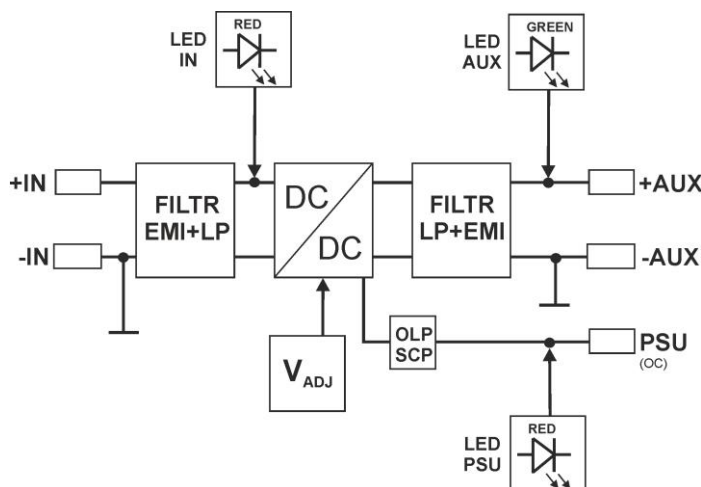 LED
IN
RED
LED
AUX
GREEN
+IN
-IN
FILTR
EMI+LP
DC
DC
FILTR
LP+EMI
+AUX
-AUX
V ADJ
OLP
SCP
PSU
(OC)
LED
PSU
RED